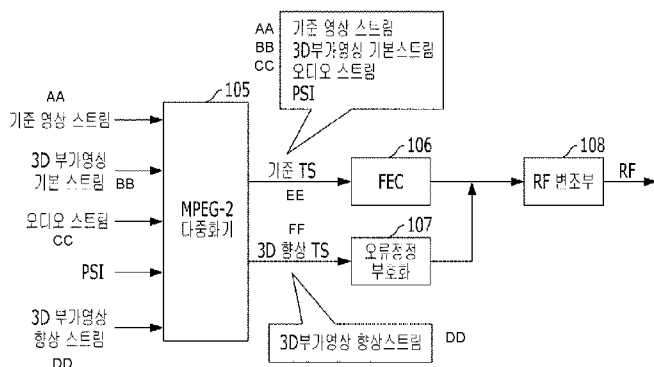 AA
기준 영상 스트림
BB
3D부가영상 기본스트림
CC
오디오 스트림
PSI
105
AA
기준 영상 스트림
3D 부가영상
기본 스트림
BB
오디오 스트림
CC
PSI
3D 부가영상
향상 스트림
DD
MPEG-2
다중화기
기준 TS
EE
106
FEC
FF
3D 향상 TS
107
오류정정
부호화
108
RF 변조부
RF
3D부가영상 향상스트림
DD